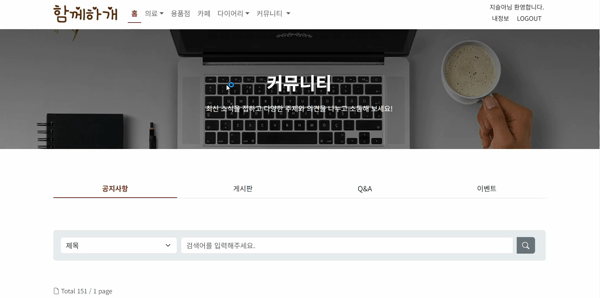 함께하개
홈 의료 용품점 카페 다이어리 커뮤니티
지슬아님 환영합니다.
내정보 LOGOUT
커뮤니티
최신 소식을 접하고 다양한 주제와 의견을 나누고 소통해 보세요!
공지사항 게시판 Q&A 이벤트
제목 검색어를 입력해주세요.
Total 151 / 1 page